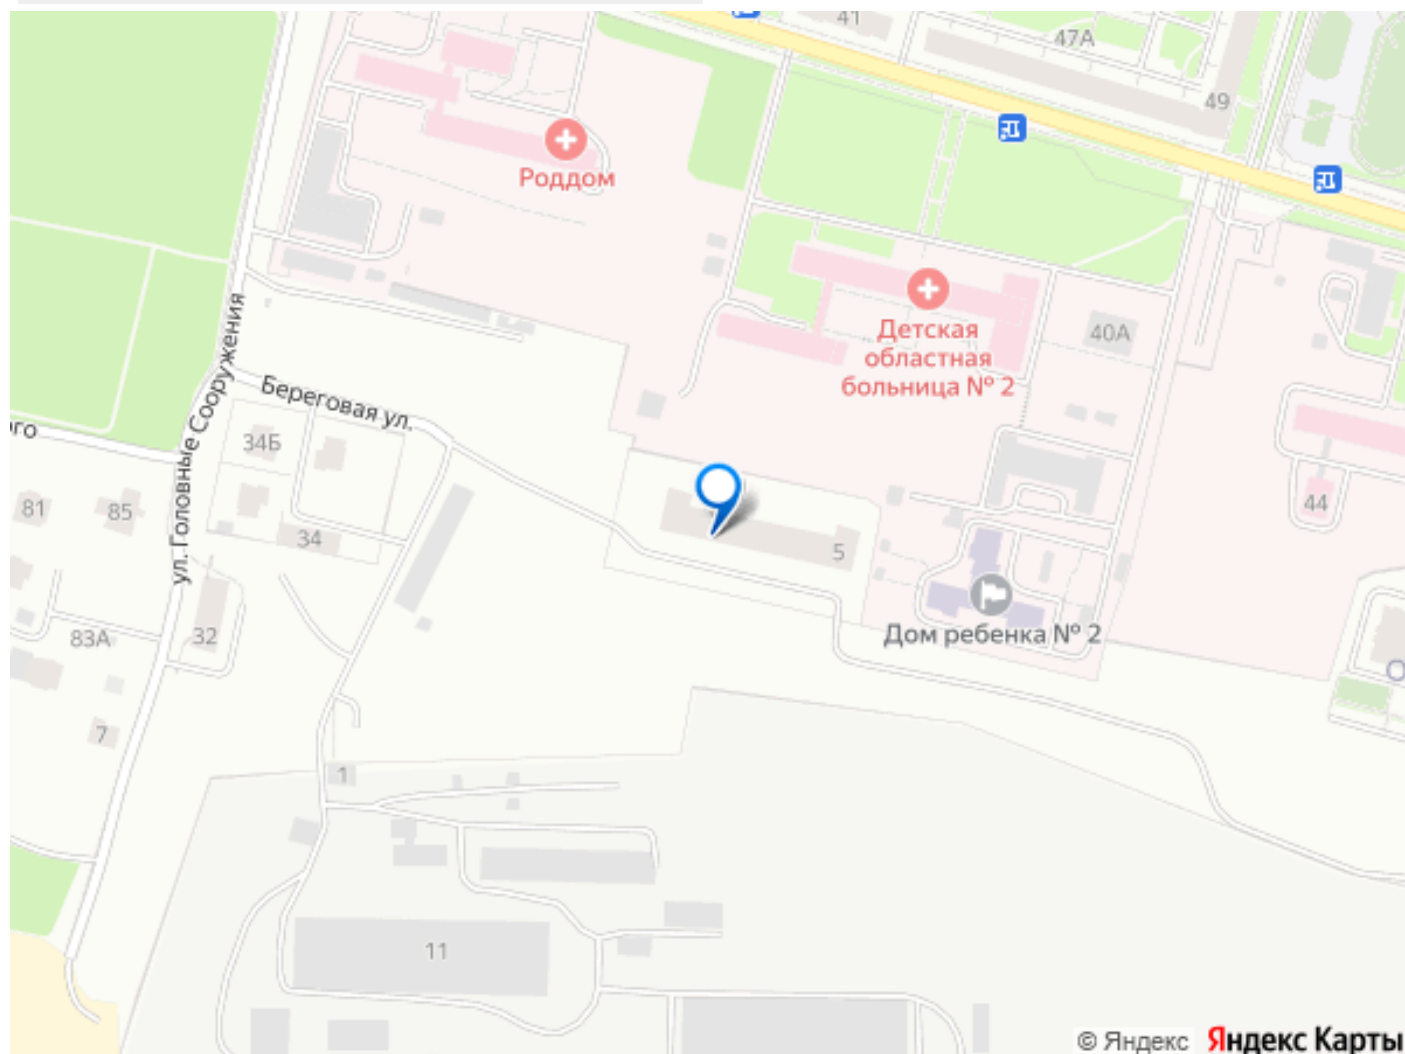 41
47А
49
Роддом
Детская
областная
больница № 2
40А
ул. Головные Сооружения
Береговая ул.
го
34Б
81
85
34
5
44
Дом ребенка № 2
83А
32
О
7
1
11
© Яндекс Яндекс Карты